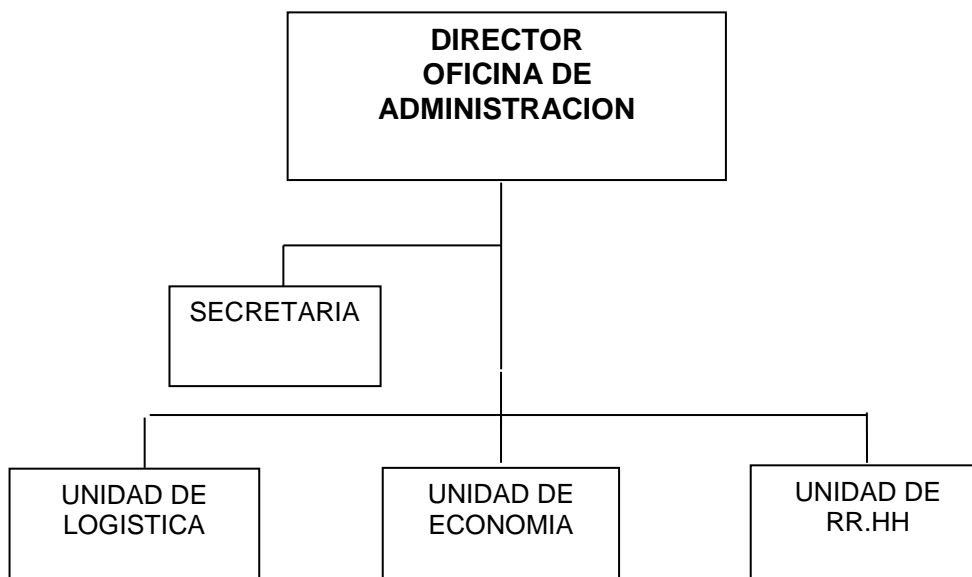 DIRECTOR
OFICINA DE
ADMINISTRACION
SECRETARIA
UNIDAD DE
LOGISTICA
UNIDAD DE
ECONOMIA
UNIDAD DE
RR.HH